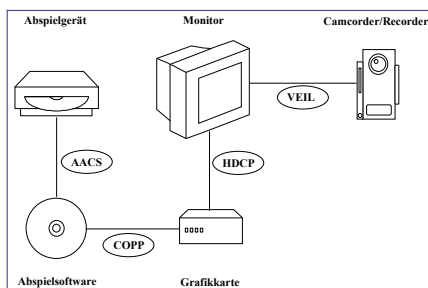 Abspielgerät
Monitor
Camcorder/Recorder
VEIL
AACS
HDCP
COPP
Abspielsoftware
Grafikkarte